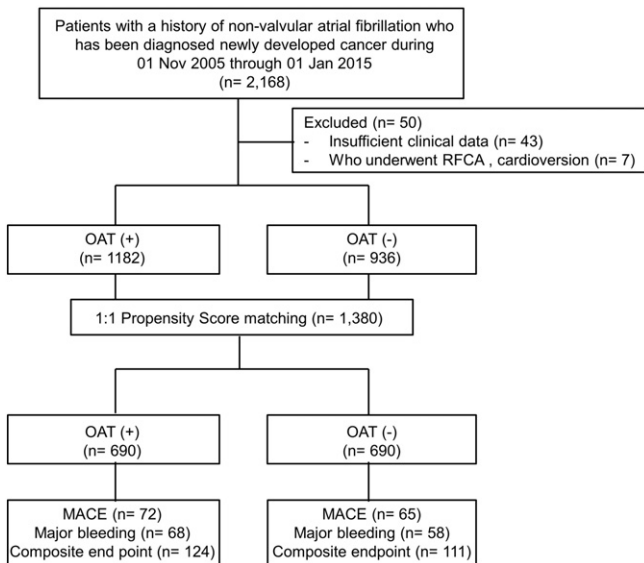 Patients with a history of non-valvular atrial fibrillation who
has been diagnosed newly developed cancer during
01 Nov 2005 through 01 Jan 2015
(n= 2,168)
Excluded (n= 50)
- Insufficient clinical data (n= 43)
- Who underwent RFCA , cardioversion (n= 7)
OAT (+)
(n= 1182)
OAT (-)
(n= 936)
1:1 Propensity Score matching (n= 1,380)
OAT (+)
(n= 690)
OAT (-)
(n= 690)
MACE (n= 72)
Major bleeding (n= 68)
Composite end point (n= 124)
MACE (n= 65)
Major bleeding (n= 58)
Composite endpoint (n= 111)